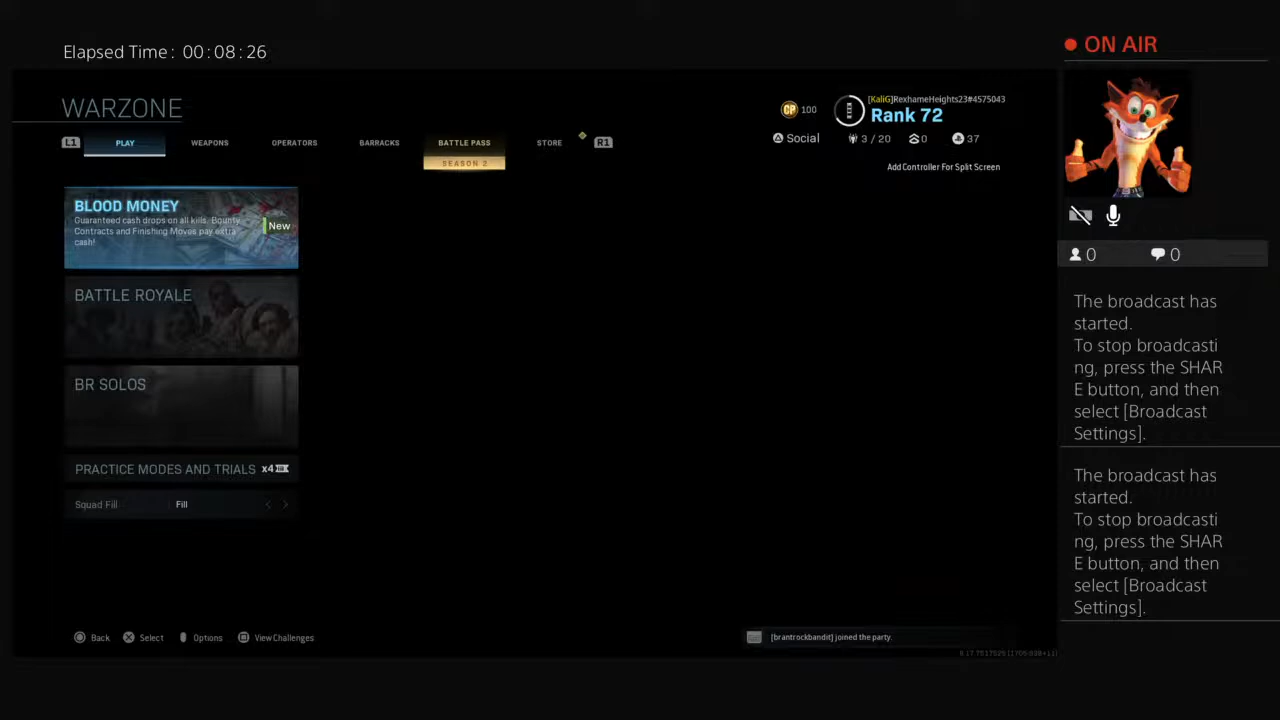 Elapsed Time: 00:08:26
ON AIR
WARZONE
CP 100
[KaliG]RexhameHeights23#4575043
Rank 72
L1 PLAY WEAPONS OPERATORS BARRACKS BATTLE PASS STORE R1
SEASON 2
Social 3 / 20 0 37
Add Controller For Split Screen
BLOOD MONEY
Guaranteed cash drops on all kills. Bounty
Contracts and Finishing Moves pay extra
cash!
New
BATTLE ROYALE
BR SOLOS
PRACTICE MODES AND TRIALS x4
Squad Fill Fill
Back Select Options View Challenges
[brantrockbandit] joined the party.
0 0
The broadcast has
started.
To stop broadcasti
ng, press the SHAR
E button, and then
select [Broadcast
Settings].
The broadcast has
started.
To stop broadcasti
ng, press the SHAR
E button, and then
select [Broadcast
Settings].